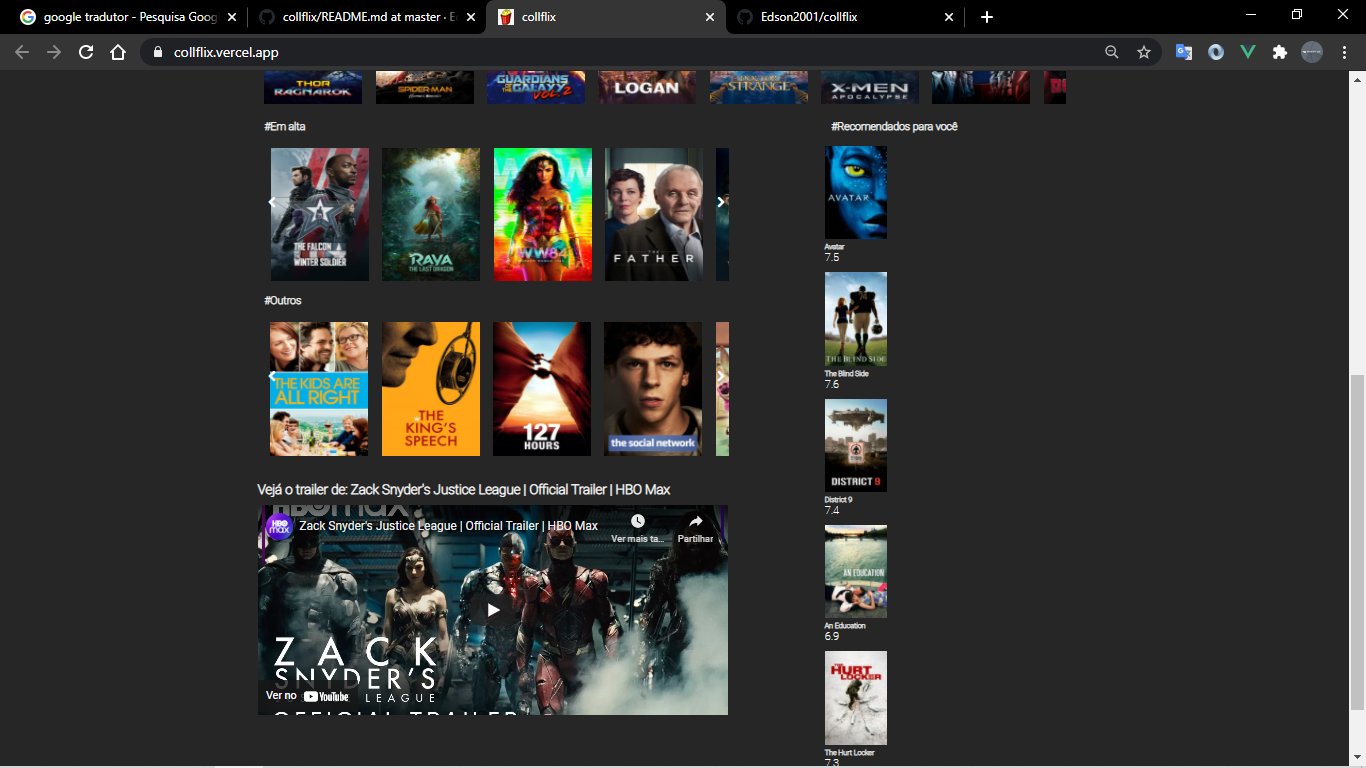 google tradutor - Pesquisa Goog
collflix/README.md at master · E
collflix
Edson2001/collflix
collflix.vercel.app
THOR
RAGNAROK
SPIDER-MAN
GUARDIANS
OF THE GALAXY
VOL. 2
LOGAN
STRANGE
X-MEN
APOCALYPSE
#Em alta
#Recomendados para você
THE FALCON
WINTER SOLDIER
RAYA
THE LAST DRAGON
WW84
THE
FATHER
AVATAR
Avatar
7.5
#Outros
THE KIDS ARE
ALL RIGHT
THE
KING'S
SPEECH
127
HOURS
the social network
THE BLIND SIDE
The Blind Side
7.6
DISTRICT 9
District 9
7.4
Vejá o trailer de: Zack Snyder's Justice League | Official Trailer | HBO Max
HBO max
HBO
max
Zack Snyder's Justice League | Official Trailer | HBO Max
Ver mais ta...
Partilhar
ZACK
SNYDER'S
LEAGUE
OFFICIAL TRAILER
Ver no YouTube
AN EDUCATION
An Education
6.9
THE
HURT
LOCKER
The Hurt Locker
7.3